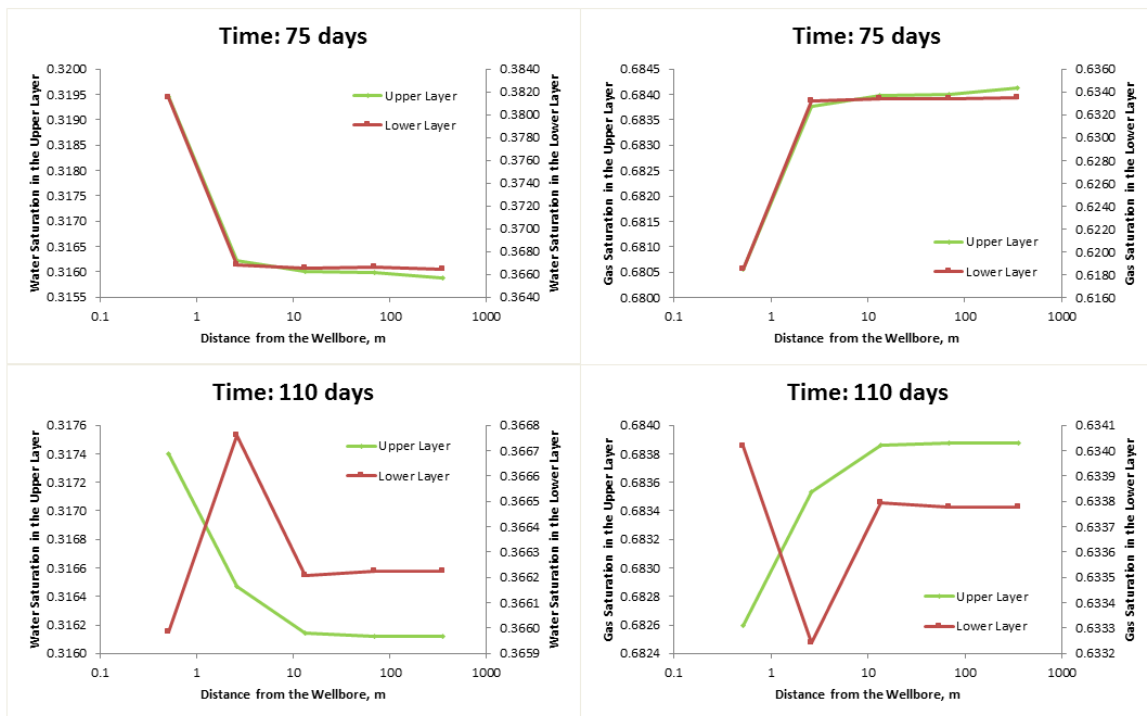 Time: 75 days
Water Saturation in the Upper Layer
0.3200
0.3195
0.3190
0.3185
0.3180
0.3175
0.3170
0.3165
0.3160
0.3155
0.3840
0.3820
0.3800
0.3780
0.3760
0.3740
0.3720
0.3700
0.3680
0.3660
0.3640
Water Saturation in the Lower Layer
Upper Layer
Lower Layer
0.1 1 10 100 1000
Distance from the Wellbore, m
Time: 75 days
Gas Saturation in the Upper Layer
0.6845
0.6840
0.6835
0.6830
0.6825
0.6820
0.6815
0.6810
0.6805
0.6800
0.6360
0.6340
0.6320
0.6300
0.6280
0.6260
0.6240
0.6220
0.6200
0.6180
0.6160
Gas Saturation in the Lower Layer
Upper Layer
Lower Layer
0.1 1 10 100 1000
Distance from the Wellbore, m
Time: 110 days
Water Saturation in the Upper Layer
0.3176
0.3174
0.3172
0.3170
0.3168
0.3166
0.3164
0.3162
0.3160
0.3668
0.3667
0.3666
0.3665
0.3664
0.3663
0.3662
0.3661
0.3660
0.3659
Water Saturation in the Lower Layer
Upper Layer
Lower Layer
0.1 1 10 100 1000
Distance from the Wellbore, m
Time: 110 days
Gas Saturation in the Upper Layer
0.6840
0.6838
0.6836
0.6834
0.6832
0.6830
0.6828
0.6826
0.6824
0.6341
0.6340
0.6339
0.6338
0.6337
0.6336
0.6335
0.6334
0.6333
0.6332
Gas Saturation in the Lower Layer
Upper Layer
Lower Layer
0.1 1 10 100 1000
Distance from the Wellbore, m